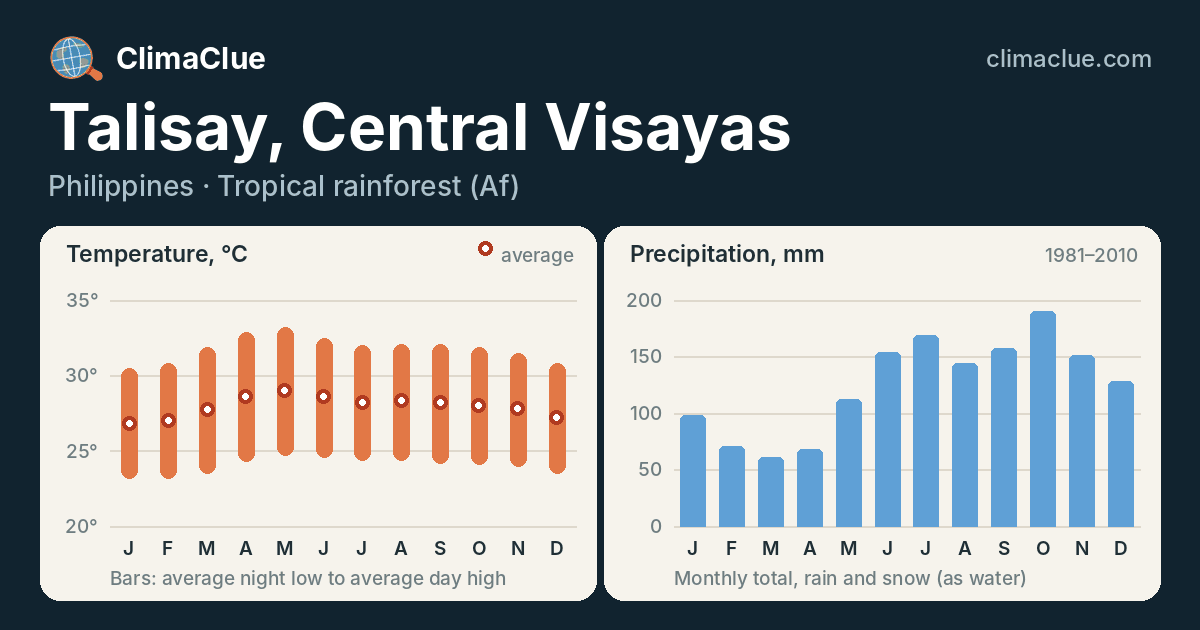 ClimaClue
climaclue.com
Talisay, Central Visayas
Philippines · Tropical rainforest (Af)
Temperature, °C
average
35°
30°
25°
20°
J F M A M J J A S O N D
Bars: average night low to average day high
Precipitation, mm
1981–2010
200
150
100
50
0
J F M A M J J A S O N D
Monthly total, rain and snow (as water)